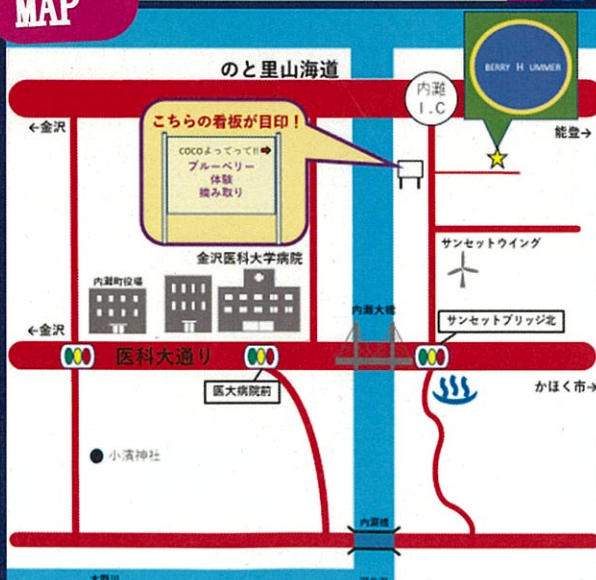 MAP
のと里山海道
内灘
I.C
BERRY H UMMER
←金沢
能登→
こちらの看板が目印！
cocoよってって!!➡
ブルーベリー
体験
摘み取り
サンセットウイング
金沢医科大学病院
内灘町役場
内灘大橋
サンセットブリッジ北
←金沢
医科大通り
医大病院前
かほく市→
小濱神社
内灘橋